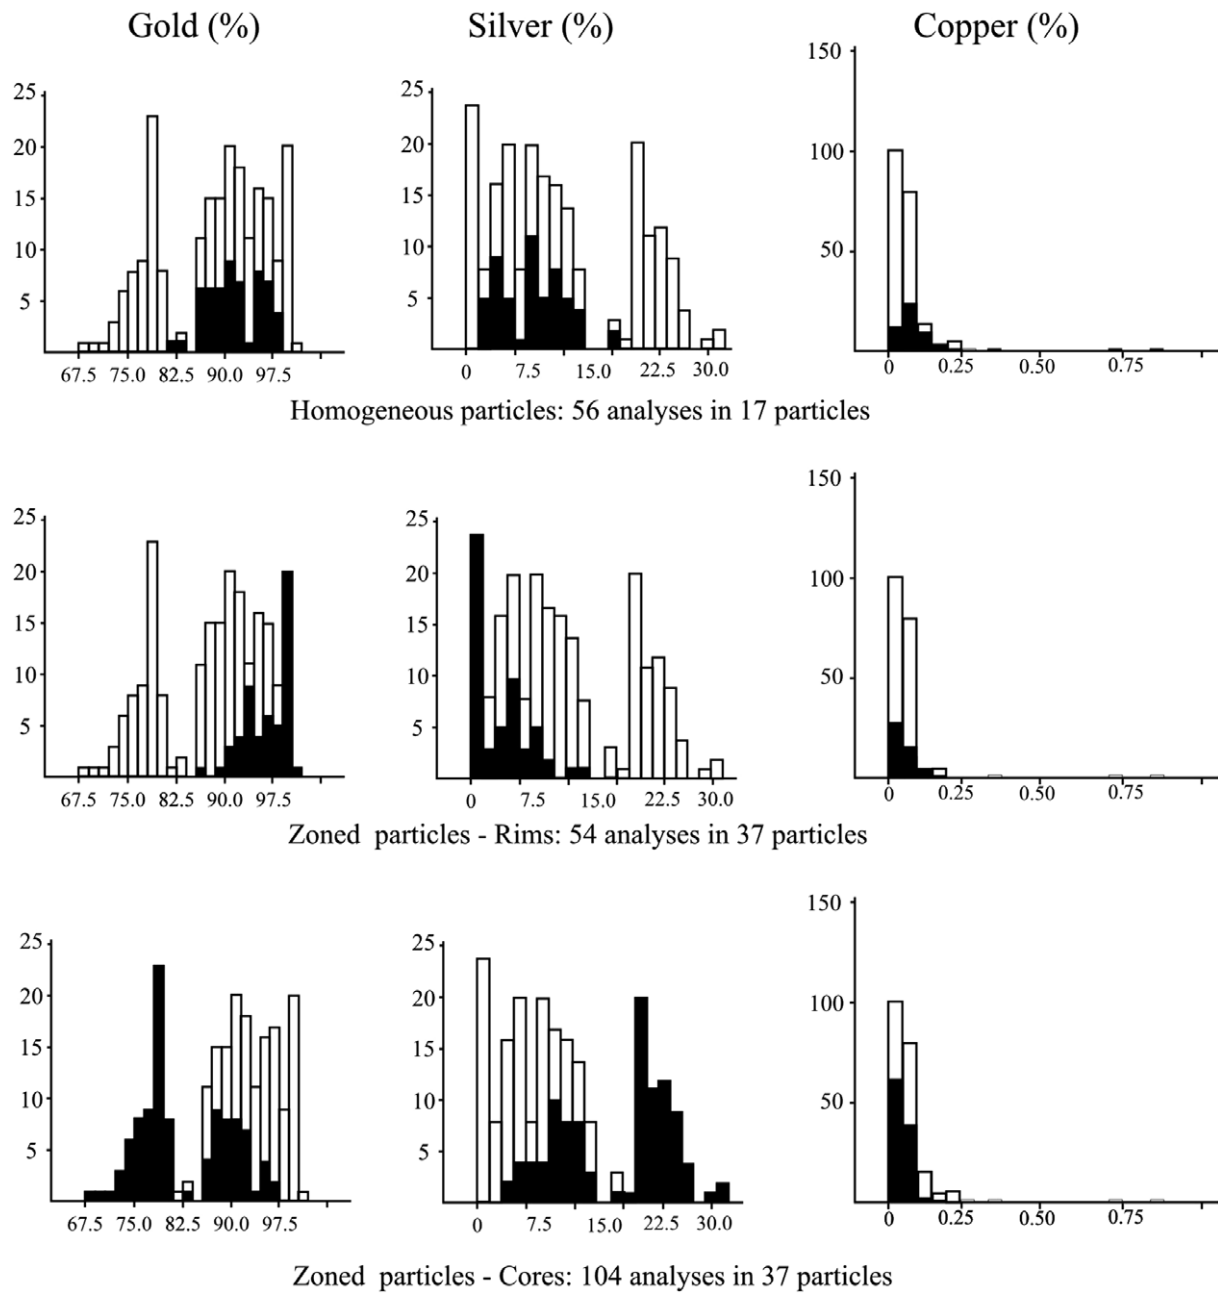 Gold (%) Silver (%) Copper (%)
25 25 150
20 20 100
15 15 50
10 10
5 5
67.5 75.0 82.5 90.0 97.5 0 7.5 15.0 22.5 30.0 0 0.25 0.50 0.75
Homogeneous particles: 56 analyses in 17 particles
25 25 150
20 20 100
15 15 50
10 10
5 5
67.5 75.0 82.5 90.0 97.5 0 7.5 15.0 22.5 30.0 0 0.25 0.50 0.75
Zoned particles - Rims: 54 analyses in 37 particles
25 25 150
20 20 100
15 15 50
10 10
5 5
67.5 75.0 82.5 90.0 97.5 0 7.5 15.0 22.5 30.0 0 0.25 0.50 0.75
Zoned particles - Cores: 104 analyses in 37 particles